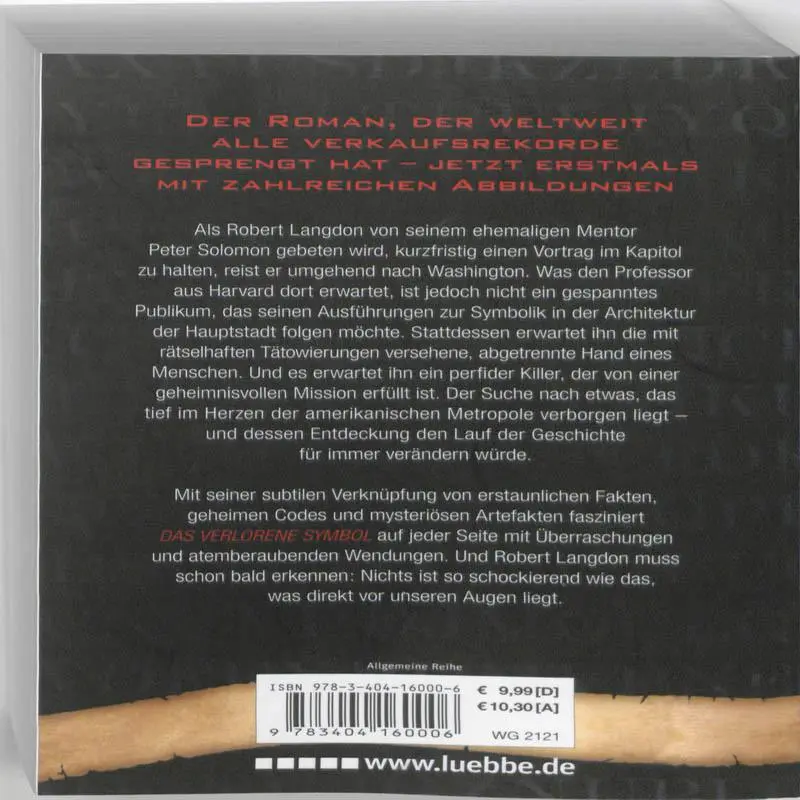 DER ROMAN, DER WELTWEIT
ALLE VERKAUFSREKORDE
GESPRENGT HAT – JETZT ERSTMALS
MIT ZAHLREICHEN ABBILDUNGEN
Als Robert Langdon von seinem ehemaligen Mentor
Peter Solomon gebeten wird, kurzfristig einen Vortrag im Kapitol
zu halten, reist er umgehend nach Washington. Was den Professor
aus Harvard dort erwartet, ist jedoch nicht ein gespanntes
Publikum, das seinen Ausführungen zur Symbolik in der Architektur
der Hauptstadt folgen möchte. Stattdessen erwartet ihn die mit
rätselhaften Tätowierungen versehene, abgetrennte Hand eines
Menschen. Und es erwartet ihn ein perfider Killer, der von einer
geheimnisvollen Mission erfüllt ist. Der Suche nach etwas, das
tief im Herzen der amerikanischen Metropole verborgen liegt –
und dessen Entdeckung den Lauf der Geschichte
für immer verändern würde.
Mit seiner subtilen Verknüpfung von erstaunlichen Fakten,
geheimen Codes und mysteriösen Artefakten fasziniert
DAS VERLORENE SYMBOL auf jeder Seite mit Überraschungen
und atemberaubenden Wendungen. Und Robert Langdon muss
schon bald erkennen: Nichts ist so schockierend wie das,
was direkt vor unseren Augen liegt.
Allgemeine Reihe
ISBN 978-3-404-16000-6
€ 9,99 [D]
€ 10,30 [A]
9 783404 160006
WG 2121
www.luebbe.de